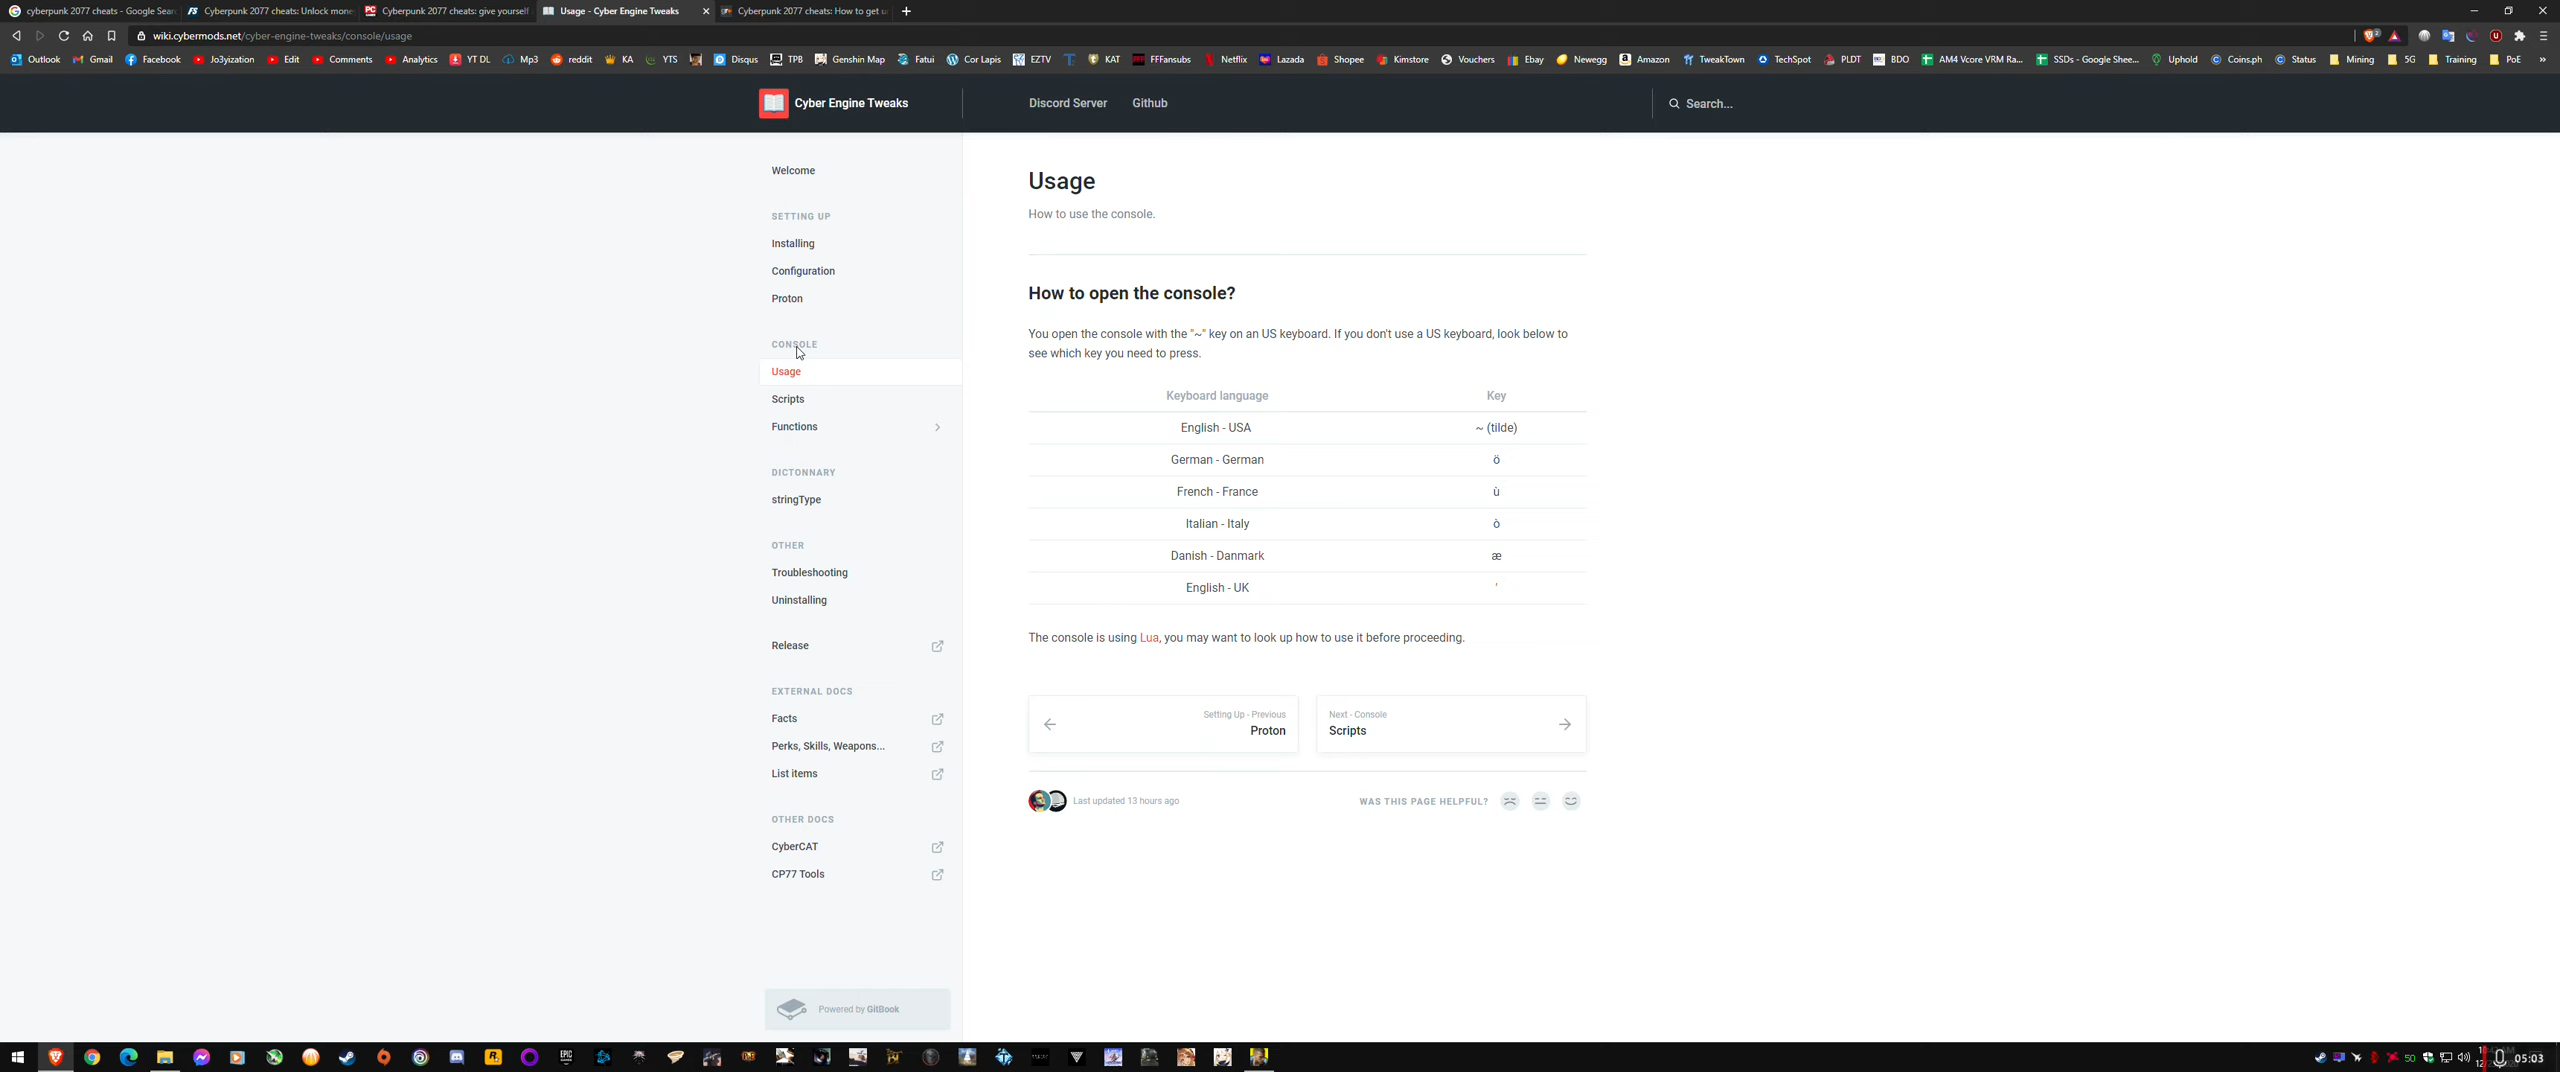 cyberpunk 2077 cheats - Google Sear
Cyberpunk 2077 cheats: Unlock mone
Cyberpunk 2077 cheats: give yourself
Usage - Cyber Engine Tweaks
Cyberpunk 2077 cheats: How to get u
wiki.cybermods.net/cyber-engine-tweaks/console/usage
Outlook Gmail Facebook Jo3yization Edit Comments Analytics YT DL Mp3 reddit KA YTS Disqus TPB Genshin Map Fatui Cor Lapis EZTV KAT FFFansubs Netflix Lazada Shopee Kimstore Vouchers Ebay Newegg Amazon TweakTown TechSpot PLDT BDO AM4 Vcore VRM Ra... SSDs - Google Shee... Uphold Coins.ph Status Mining 5G Training PoE »
Cyber Engine Tweaks
Discord Server Github
Search...
Welcome
SETTING UP
Installing
Configuration
Proton
CONSOLE
Usage
Scripts
Functions
DICTONNARY
stringType
OTHER
Troubleshooting
Uninstalling
Release
EXTERNAL DOCS
Facts
Perks, Skills, Weapons...
List items
OTHER DOCS
CyberCAT
CP77 Tools
Powered by GitBook
Usage
How to use the console.
How to open the console?
You open the console with the "~" key on an US keyboard. If you don't use a US keyboard, look below to
see which key you need to press.
Keyboard language Key
English - USA ~ (tilde)
German - German ö
French - France ù
Italian - Italy ò
Danish - Danmark æ
English - UK '
The console is using Lua, you may want to look up how to use it before proceeding.
Setting Up - Previous
Proton
Next - Console
Scripts
Last updated 13 hours ago
WAS THIS PAGE HELPFUL?
EPIC
50
05:03